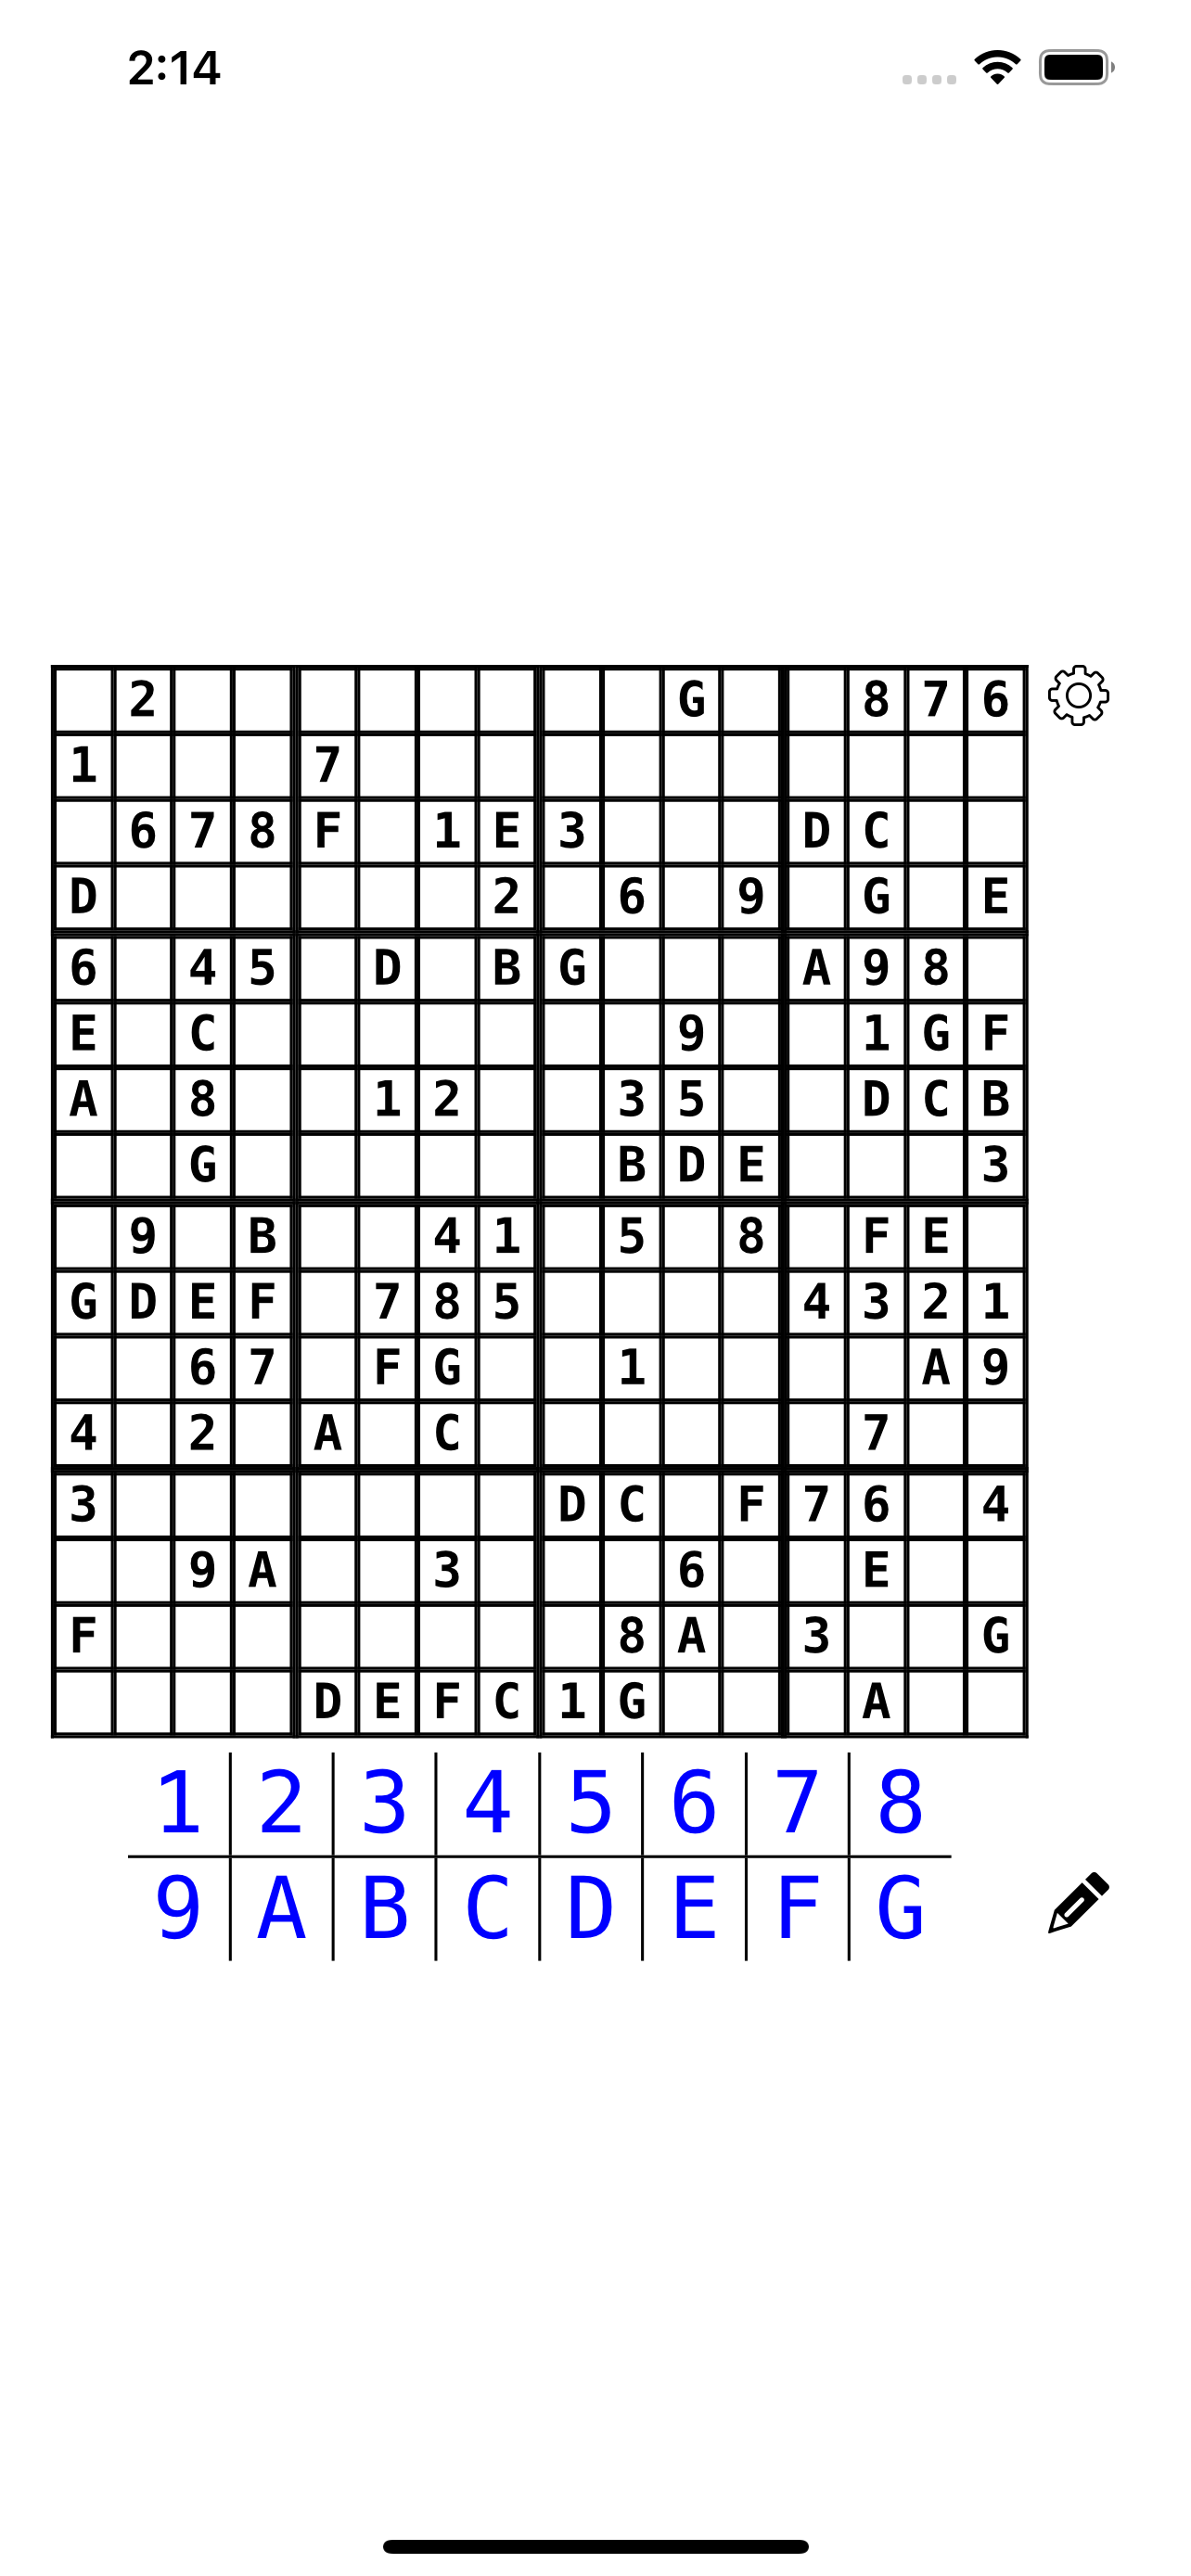 2:14
2 G 8 7 6
1 7
6 7 8 F 1 E 3 D C
D 2 6 9 G E
6 4 5 D B G A 9 8
E C 9 1 G F
A 8 1 2 3 5 D C B
G B D E 3
9 B 4 1 5 8 F E
G D E F 7 8 5 4 3 2 1
6 7 F G 1 A 9
4 2 A C 7
3 D C F 7 6 4
9 A 3 6 E
F 8 A 3 G
D E F C 1 G A
1 2 3 4 5 6 7 8
9 A B C D E F G